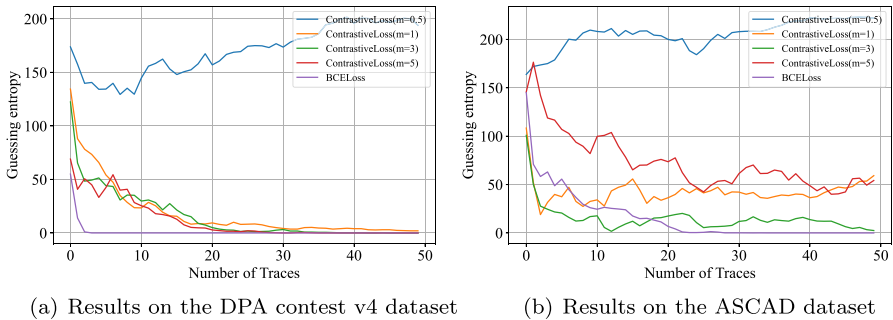 200
150
100
50
0
Guessing entropy
0
10
20
30
40
50
Number of Traces
ContrastiveLoss(m=0.5)
ContrastiveLoss(m=1)
ContrastiveLoss(m=3)
ContrastiveLoss(m=5)
BCELoss
(a) Results on the DPA contest v4 dataset
200
150
100
50
0
Guessing entropy
0
10
20
30
40
50
Number of Traces
ContrastiveLoss(m=0.5)
ContrastiveLoss(m=1)
ContrastiveLoss(m=3)
ContrastiveLoss(m=5)
BCELoss
(b) Results on the ASCAD dataset